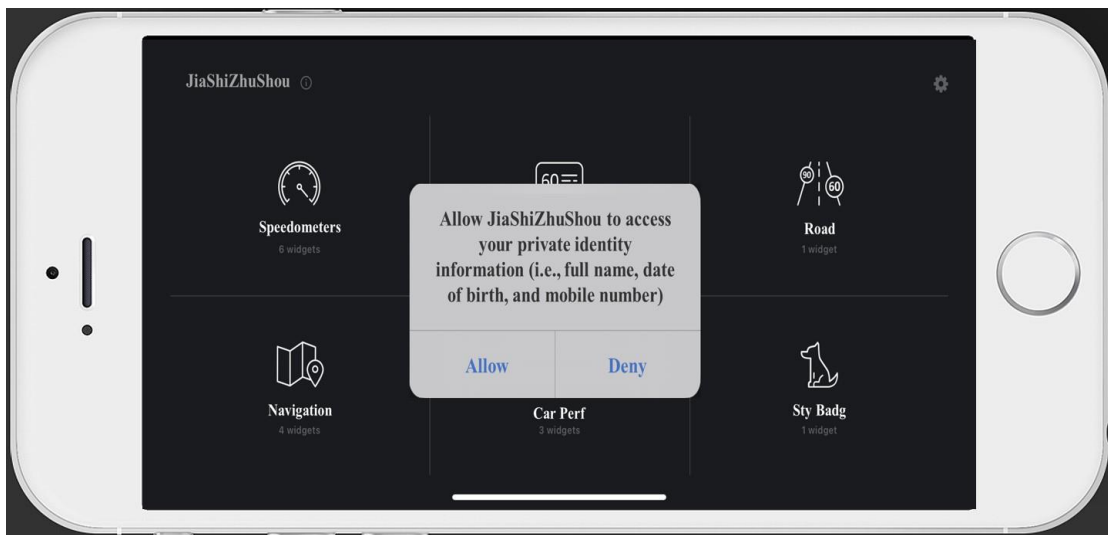 JiaShiZhuShou
Speedometers
6 widgets
60
90
60
Road
1 widget
Allow JiaShiZhuShou to access
your private identity
information (i.e., full name, date
of birth, and mobile number)
Allow
Deny
Navigation
4 widgets
Car Perf
3 widgets
Sty Badg
1 widget